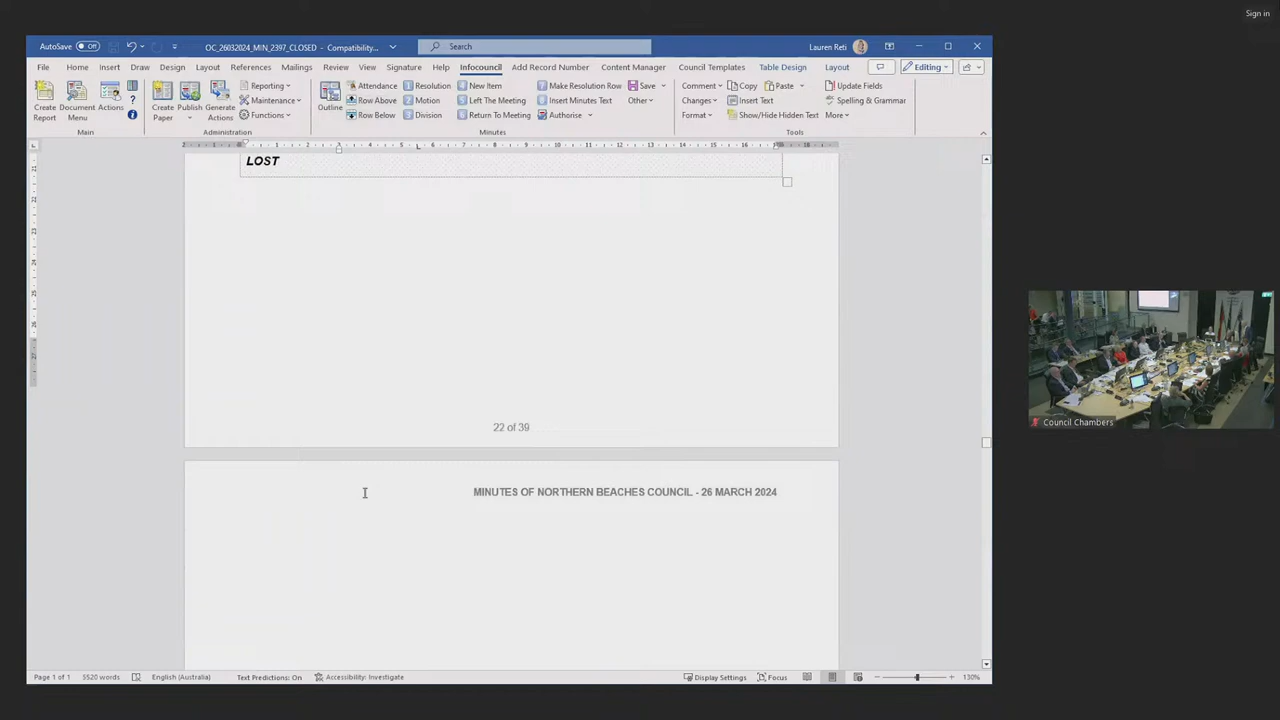 Sign in
AutoSave Off OC_26032024_MIN_2397_CLOSED - Compatibility... Search Lauren Reti
File Home Insert Draw Design Layout References Mailings Review View Signature Help Infocouncil Add Record Number Content Manager Council Templates Table Design Layout Editing
Create Report
Document Menu
Actions
Main
Create Paper
Publish
Generate Actions
Reporting
Maintenance
Functions
Administration
Outline
Attendance
Row Above
Row Below
Resolution
Motion
Division
New Item
Left The Meeting
Return To Meeting
Make Resolution Row
Insert Minutes Text
Authorise
Save
Other
Minutes
Comment
Changes
Format
Copy
Paste
Insert Text
Show/Hide Hidden Text
Update Fields
Spelling & Grammar
More
Tools
LOST
22 of 39
MINUTES OF NORTHERN BEACHES COUNCIL - 26 MARCH 2024
Council Chambers
Page 1 of 1 5520 words English (Australia) Text Predictions: On Accessibility: Investigate Display Settings Focus 130%